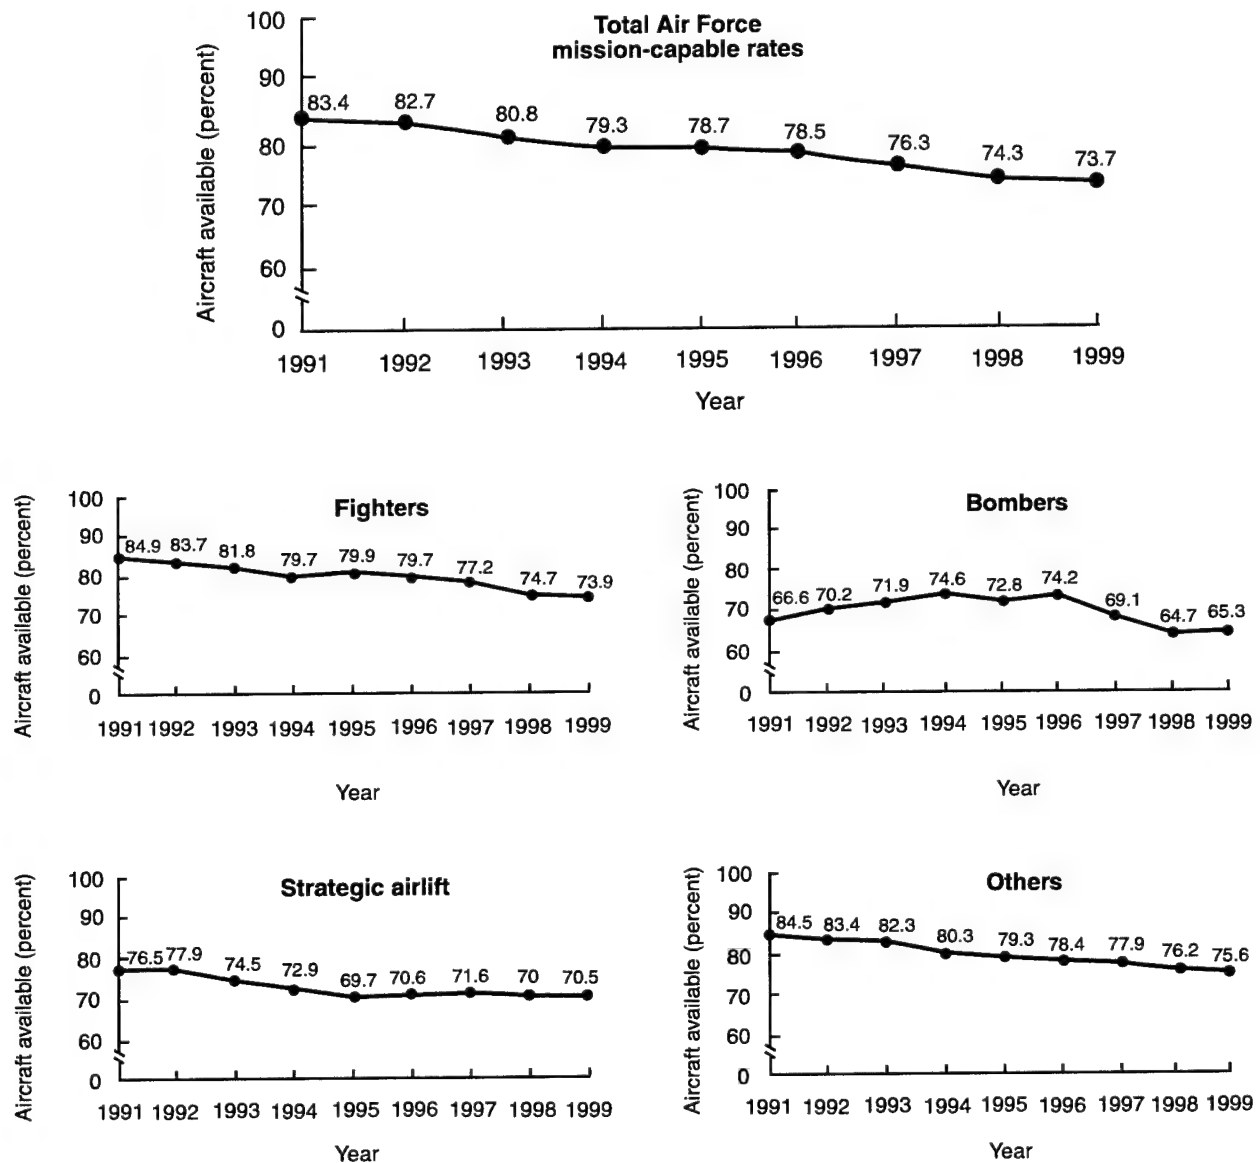 Total Air Force
mission-capable rates
Aircraft available (percent)
100
90
80
70
60
0
83.4 82.7 80.8 79.3 78.7 78.5 76.3 74.3 73.7
1991 1992 1993 1994 1995 1996 1997 1998 1999
Year
Fighters
Aircraft available (percent)
100
90
80
70
60
0
84.9 83.7 81.8 79.7 79.9 79.7 77.2 74.7 73.9
1991 1992 1993 1994 1995 1996 1997 1998 1999
Year
Bombers
Aircraft available (percent)
100
90
80
70
60
0
66.6 70.2 71.9 74.6 72.8 74.2 69.1 64.7 65.3
1991 1992 1993 1994 1995 1996 1997 1998 1999
Year
Strategic airlift
Aircraft available (percent)
100
90
80
70
60
0
76.5 77.9 74.5 72.9 69.7 70.6 71.6 70 70.5
1991 1992 1993 1994 1995 1996 1997 1998 1999
Year
Others
Aircraft available (percent)
100
90
80
70
60
0
84.5 83.4 82.3 80.3 79.3 78.4 77.9 76.2 75.6
1991 1992 1993 1994 1995 1996 1997 1998 1999
Year